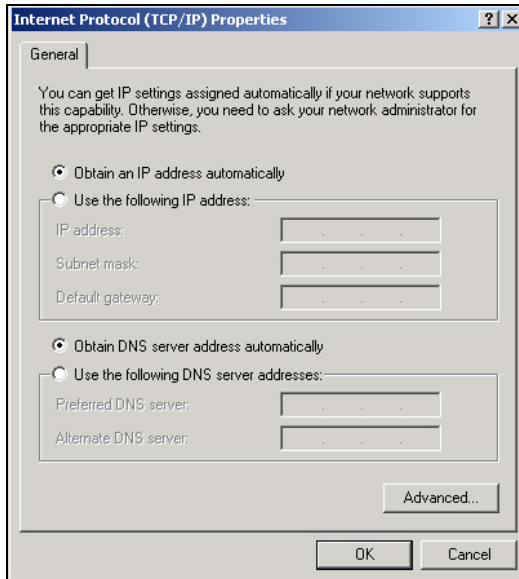 Internet Protocol (TCP/IP) Properties
General
You can get IP settings assigned automatically if your network supports
this capability. Otherwise, you need to ask your network administrator for
the appropriate IP settings.
Obtain an IP address automatically
Use the following IP address:
IP address:
Subnet mask:
Default gateway:
Obtain DNS server address automatically
Use the following DNS server addresses:
Preferred DNS server:
Alternate DNS server:
Advanced...
OK Cancel